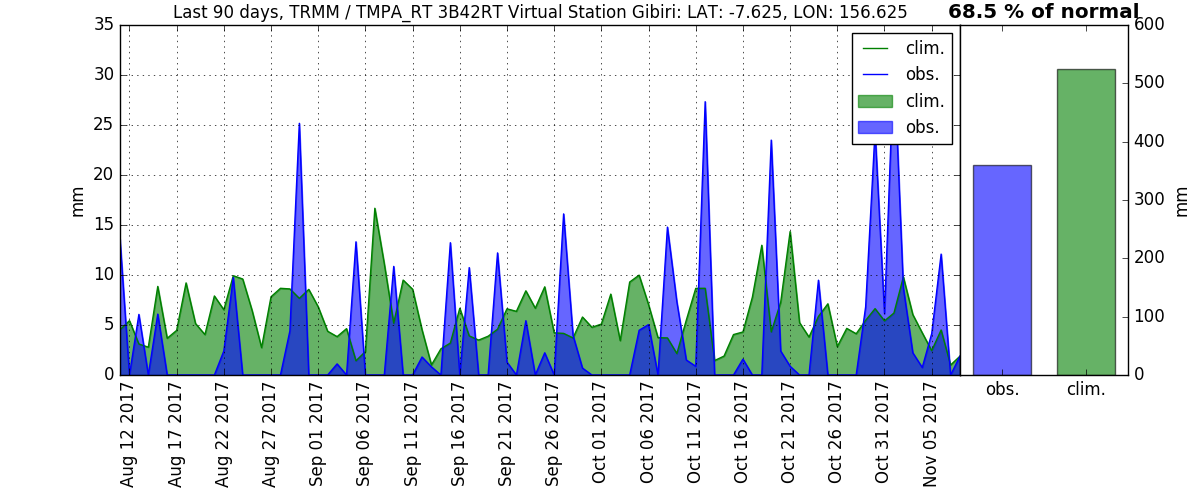 Last 90 days, TRMM / TMPA_RT 3B42RT Virtual Station Gibiri: LAT: -7.625, LON: 156.625
68.5 % of normal
35
30
25
20
15
10
5
0
mm
clim.
obs.
clim.
obs.
600
500
400
300
200
100
0
mm
Aug 12 2017
Aug 17 2017
Aug 22 2017
Aug 27 2017
Sep 01 2017
Sep 06 2017
Sep 11 2017
Sep 16 2017
Sep 21 2017
Sep 26 2017
Oct 01 2017
Oct 06 2017
Oct 11 2017
Oct 16 2017
Oct 21 2017
Oct 26 2017
Oct 31 2017
Nov 05 2017
obs.
clim.